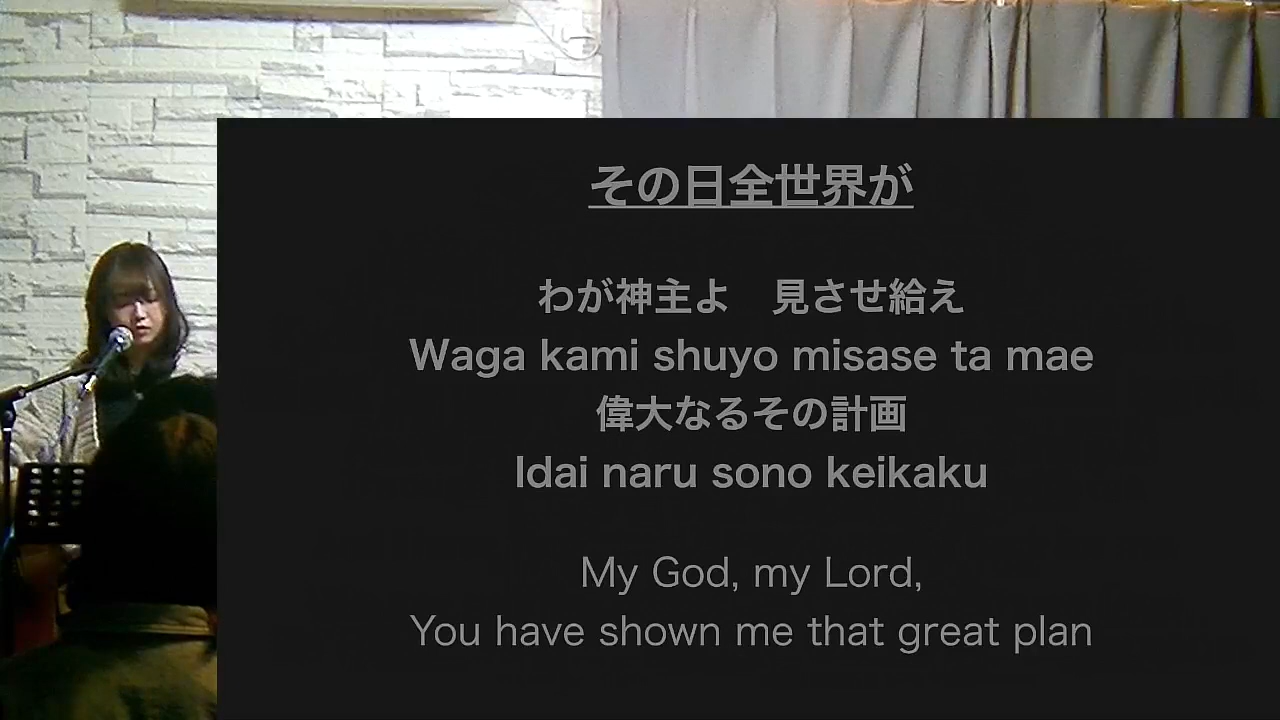 その日全世界が
わが神主よ　見させ給え
Waga kami shuyo misase ta mae
偉大なるその計画
Idai naru sono keikaku
My God, my Lord,
You have shown me that great plan